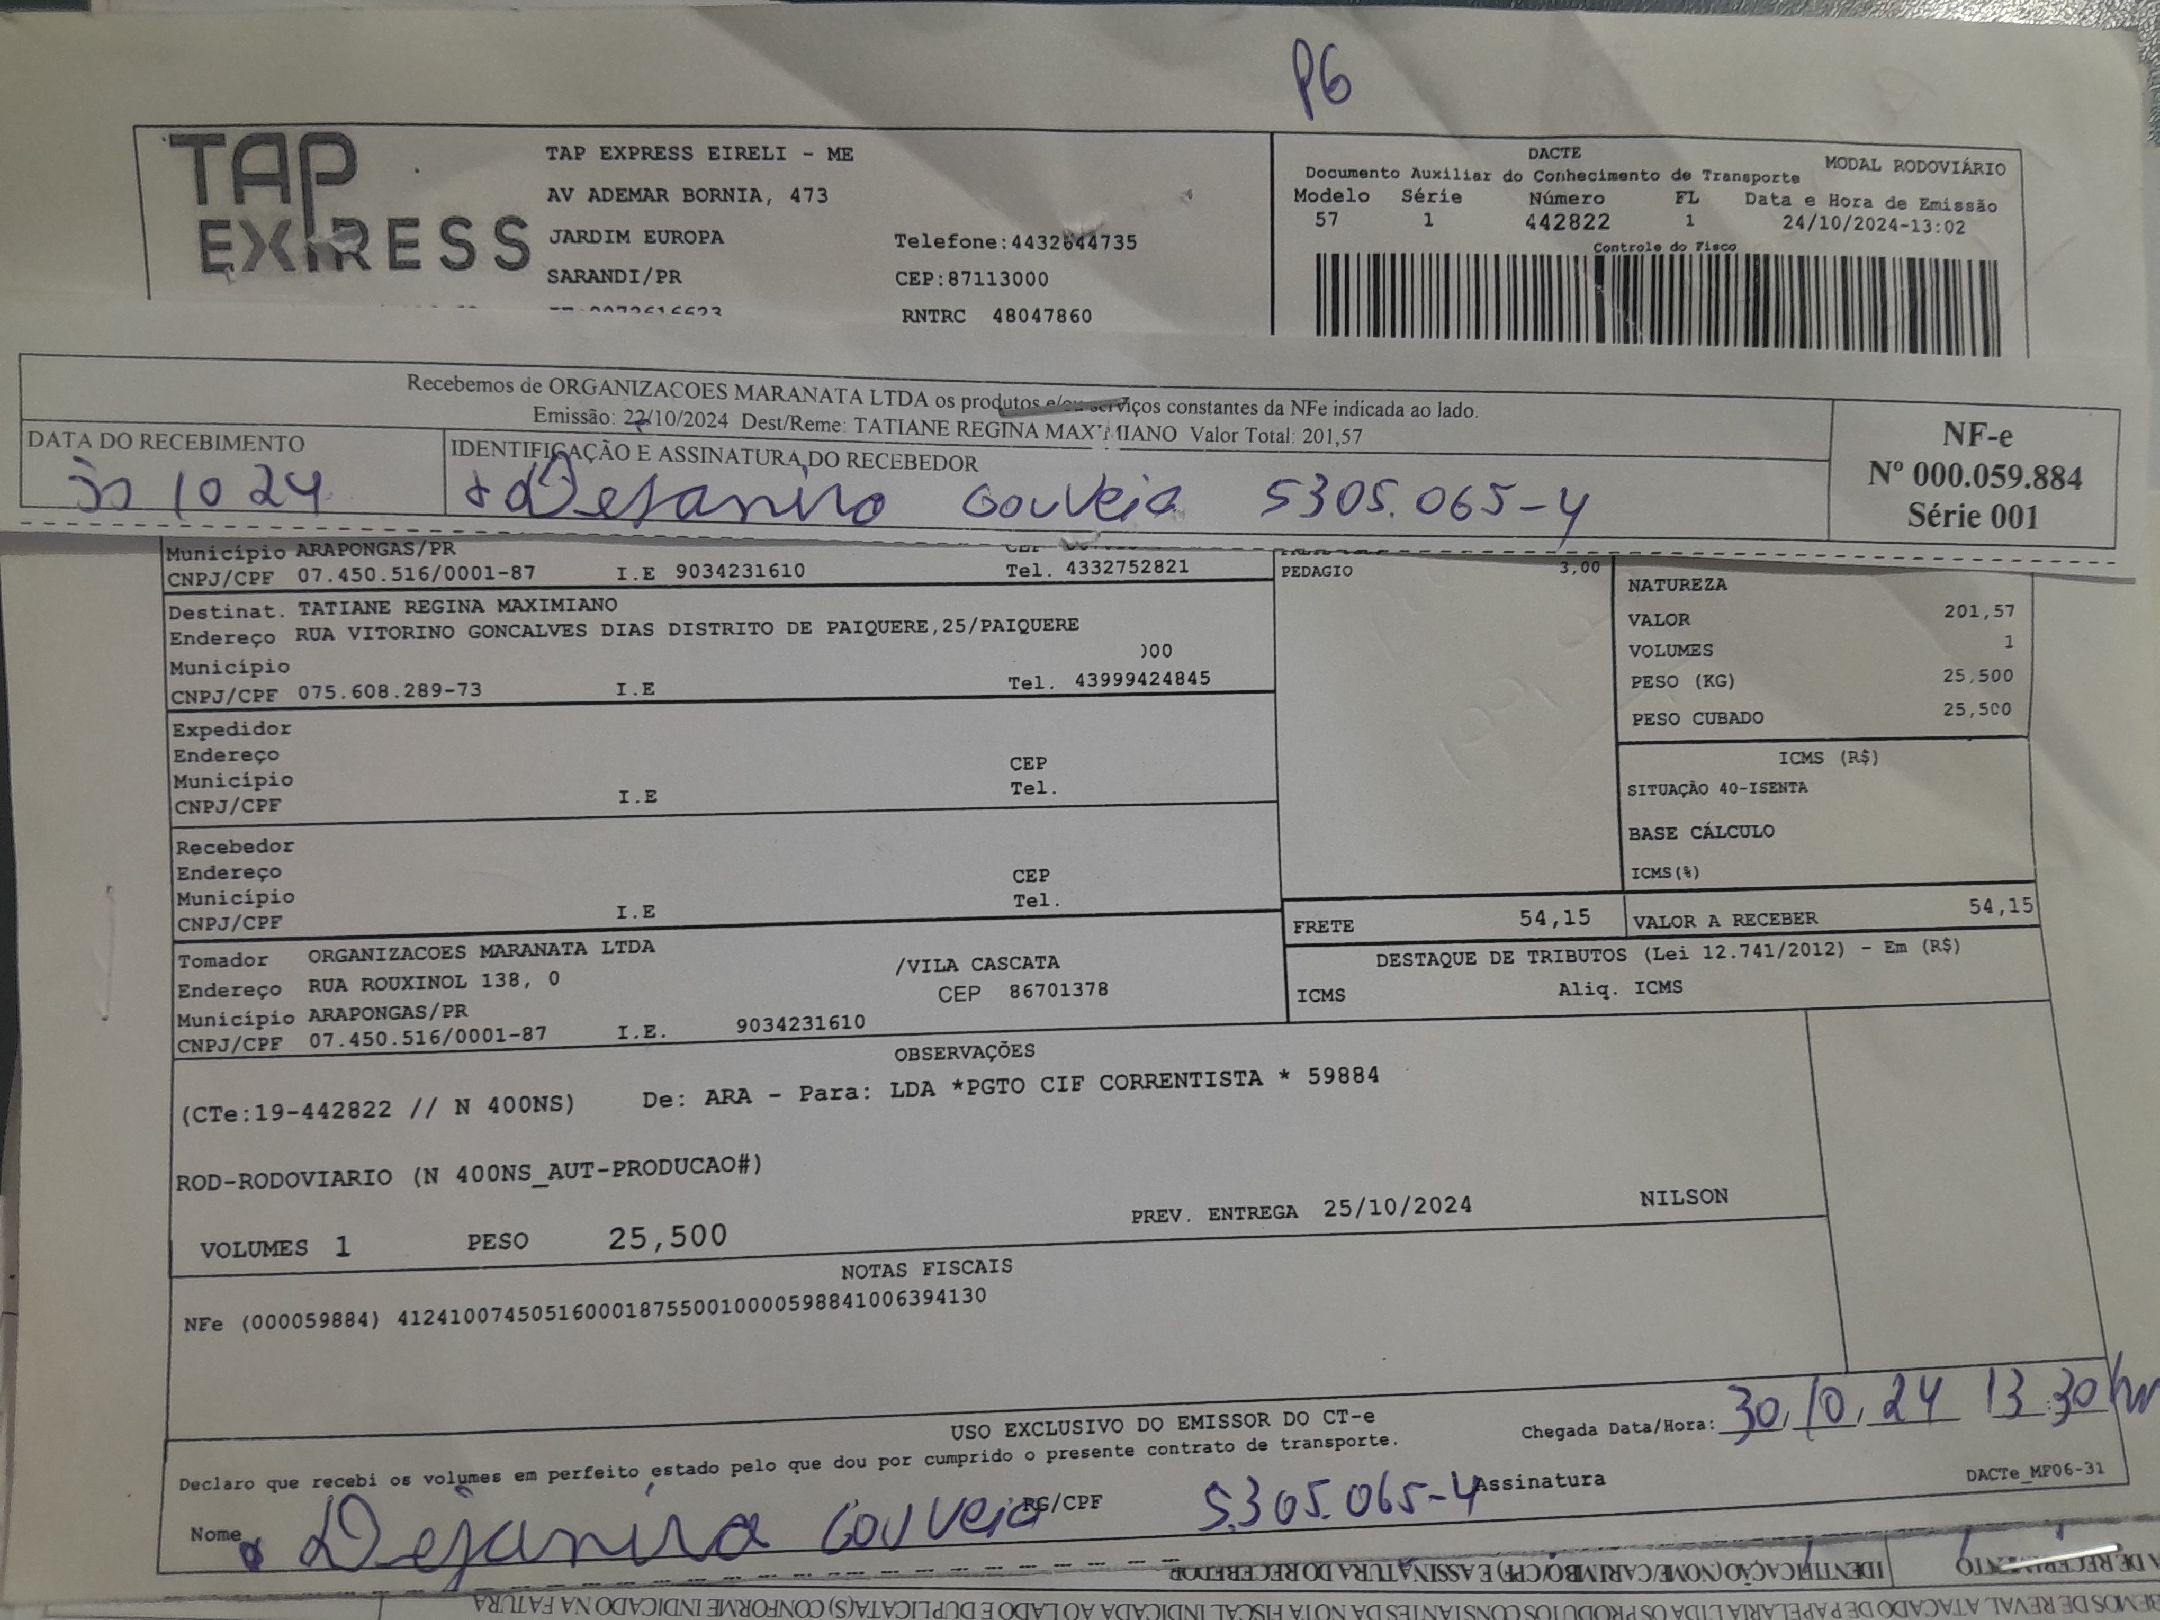 PG
TAP EXPRESS
TAP EXPRESS EIRELI - ME
AV ADEMAR BORNIA, 473
JARDIM EUROPA
SARANDI/PR
Telefone:4432644735
CEP:87113000
RNTRC 48047860
DACTE
MODAL RODOVIÁRIO
Documento Auxiliar do Conhecimento de Transporte
Modelo Série Número FL Data e Hora de Emissão
57 1 442822 1 24/10/2024-13:02
Controle do Fisco
Recebemos de ORGANIZACOES MARANATA LTDA os produtos e/ou serviços constantes da NFe indicada ao lado.
Emissão: 22/10/2024 Dest/Reme: TATIANE REGINA MAXIMIANO Valor Total: 201,57
DATA DO RECEBIMENTO
30 10 24
IDENTIFICAÇÃO E ASSINATURA DO RECEBEDOR
Dejanira Gouveia 5305.065-4
NF-e
Nº 000.059.884
Série 001
Município ARAPONGAS/PR
CNPJ/CPF 07.450.516/0001-87 I.E 9034231610 Tel. 4332752821
Destinat. TATIANE REGINA MAXIMIANO
Endereço RUA VITORINO GONCALVES DIAS DISTRITO DE PAIQUERE,25/PAIQUERE
Município 000
CNPJ/CPF 075.608.289-73 I.E Tel. 43999424845
Expedidor
Endereço CEP
Município Tel.
CNPJ/CPF I.E
Recebedor
Endereço CEP
Município Tel.
CNPJ/CPF I.E
Tomador ORGANIZACOES MARANATA LTDA
Endereço RUA ROUXINOL 138, 0 /VILA CASCATA
Município ARAPONGAS/PR CEP 86701378
CNPJ/CPF 07.450.516/0001-87 I.E. 9034231610
PEDAGIO 3,00
NATUREZA
VALOR 201,57
VOLUMES 1
PESO (KG) 25,500
PESO CUBADO 25,500
ICMS (R$)
SITUAÇÃO 40-ISENTA
BASE CÁLCULO
ICMS(%)
FRETE 54,15 VALOR A RECEBER 54,15
DESTAQUE DE TRIBUTOS (Lei 12.741/2012) - Em (R$)
ICMS Aliq. ICMS
OBSERVAÇÕES
(CTe:19-442822 // N 400NS) De: ARA - Para: LDA *PGTO CIF CORRENTISTA * 59884
ROD-RODOVIARIO (N 400NS_AUT-PRODUCAO#)
VOLUMES 1 PESO 25,500 PREV. ENTREGA 25/10/2024 NILSON
NOTAS FISCAIS
NFe (000059884) 41241007450516000187550010000598841006394130
USO EXCLUSIVO DO EMISSOR DO CT-e
Chegada Data/Hora: 30/10/24 13:30 hr
Declaro que recebi os volumes em perfeito estado pelo que dou por cumprido o presente contrato de transporte.
Nome Dejanira Gouveia RG/CPF 5.305.065-4 Assinatura
DACTe_MF06-31
IDENTIFICAÇÃO (NOME/CARIMBO/CPF) E ASSINATURA DO RECEBEDOR